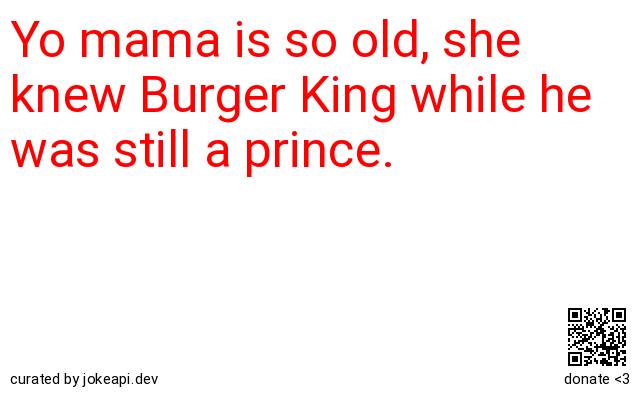 Yo mama is so old, she
knew Burger King while he
was still a prince.
curated by jokeapi.dev
donate <3